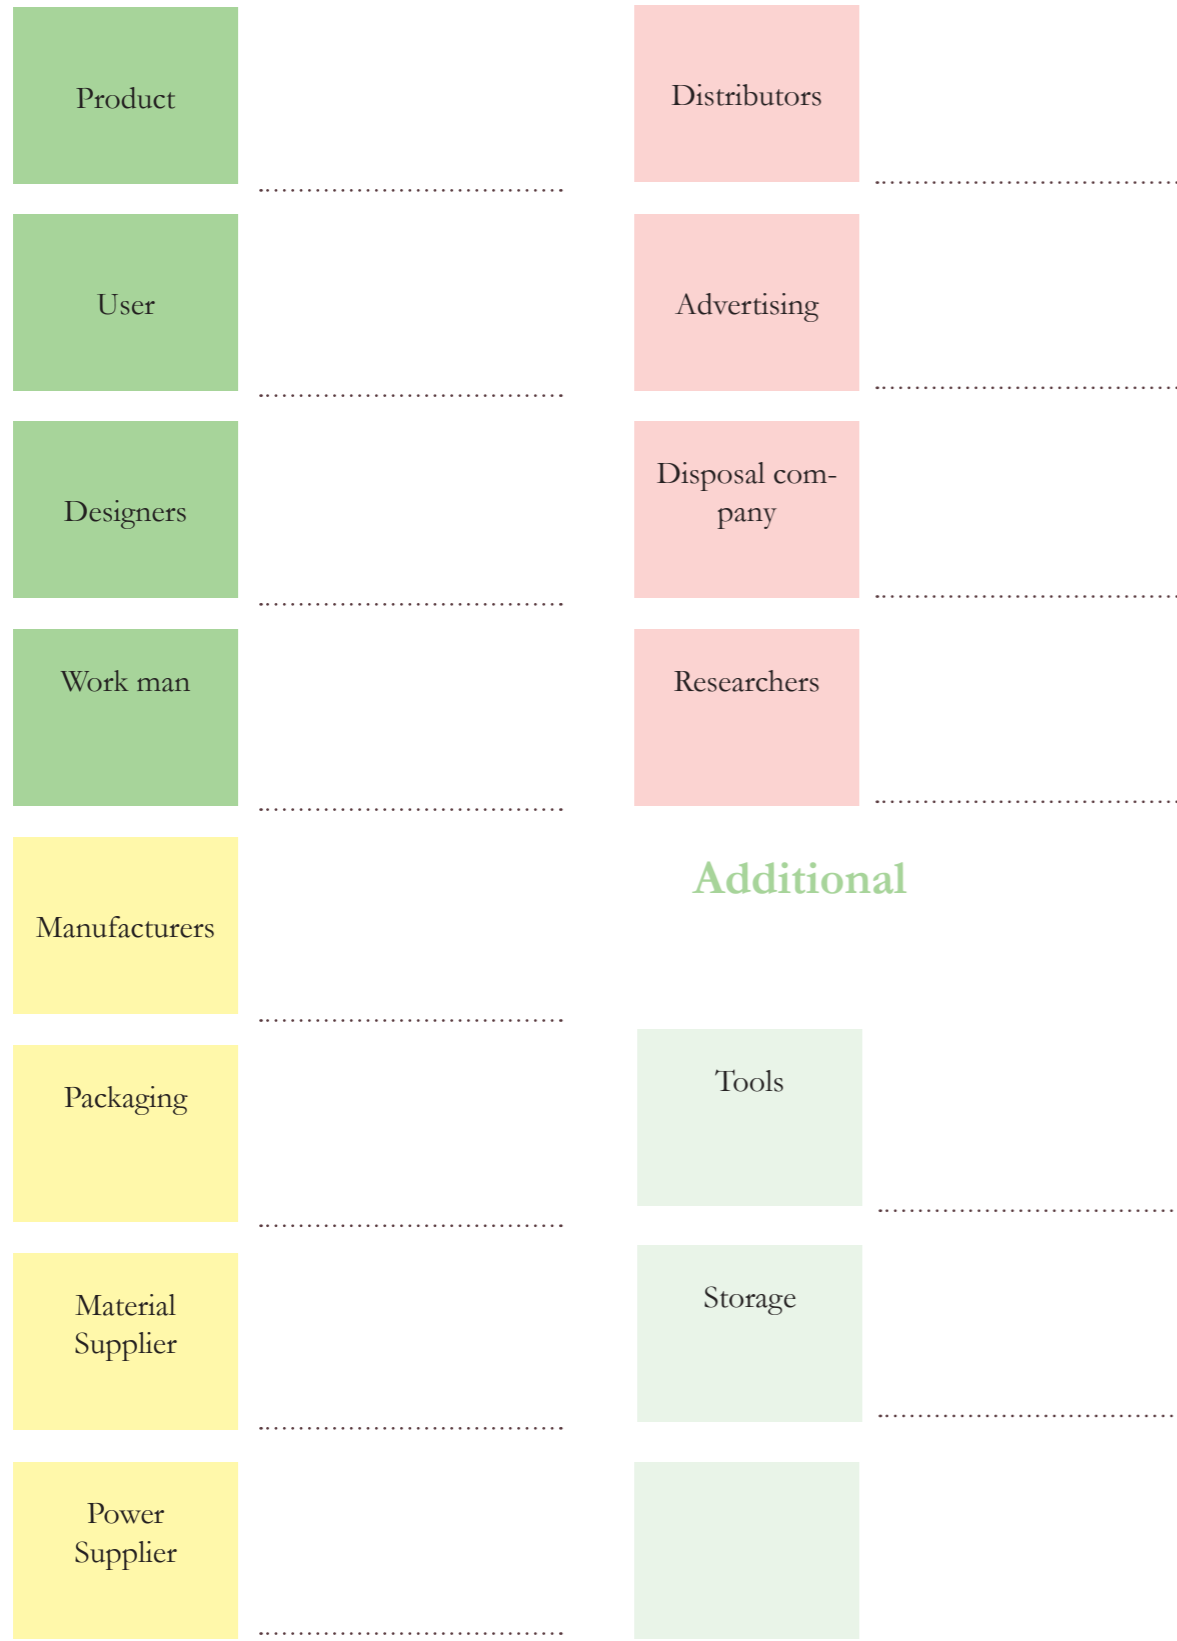 Product
User
Designers
Work man
Manufacturers
Packaging
Material
Supplier
Power
Supplier
Distributors
Advertising
Disposal com-
pany
Researchers
Additional
Tools
Storage